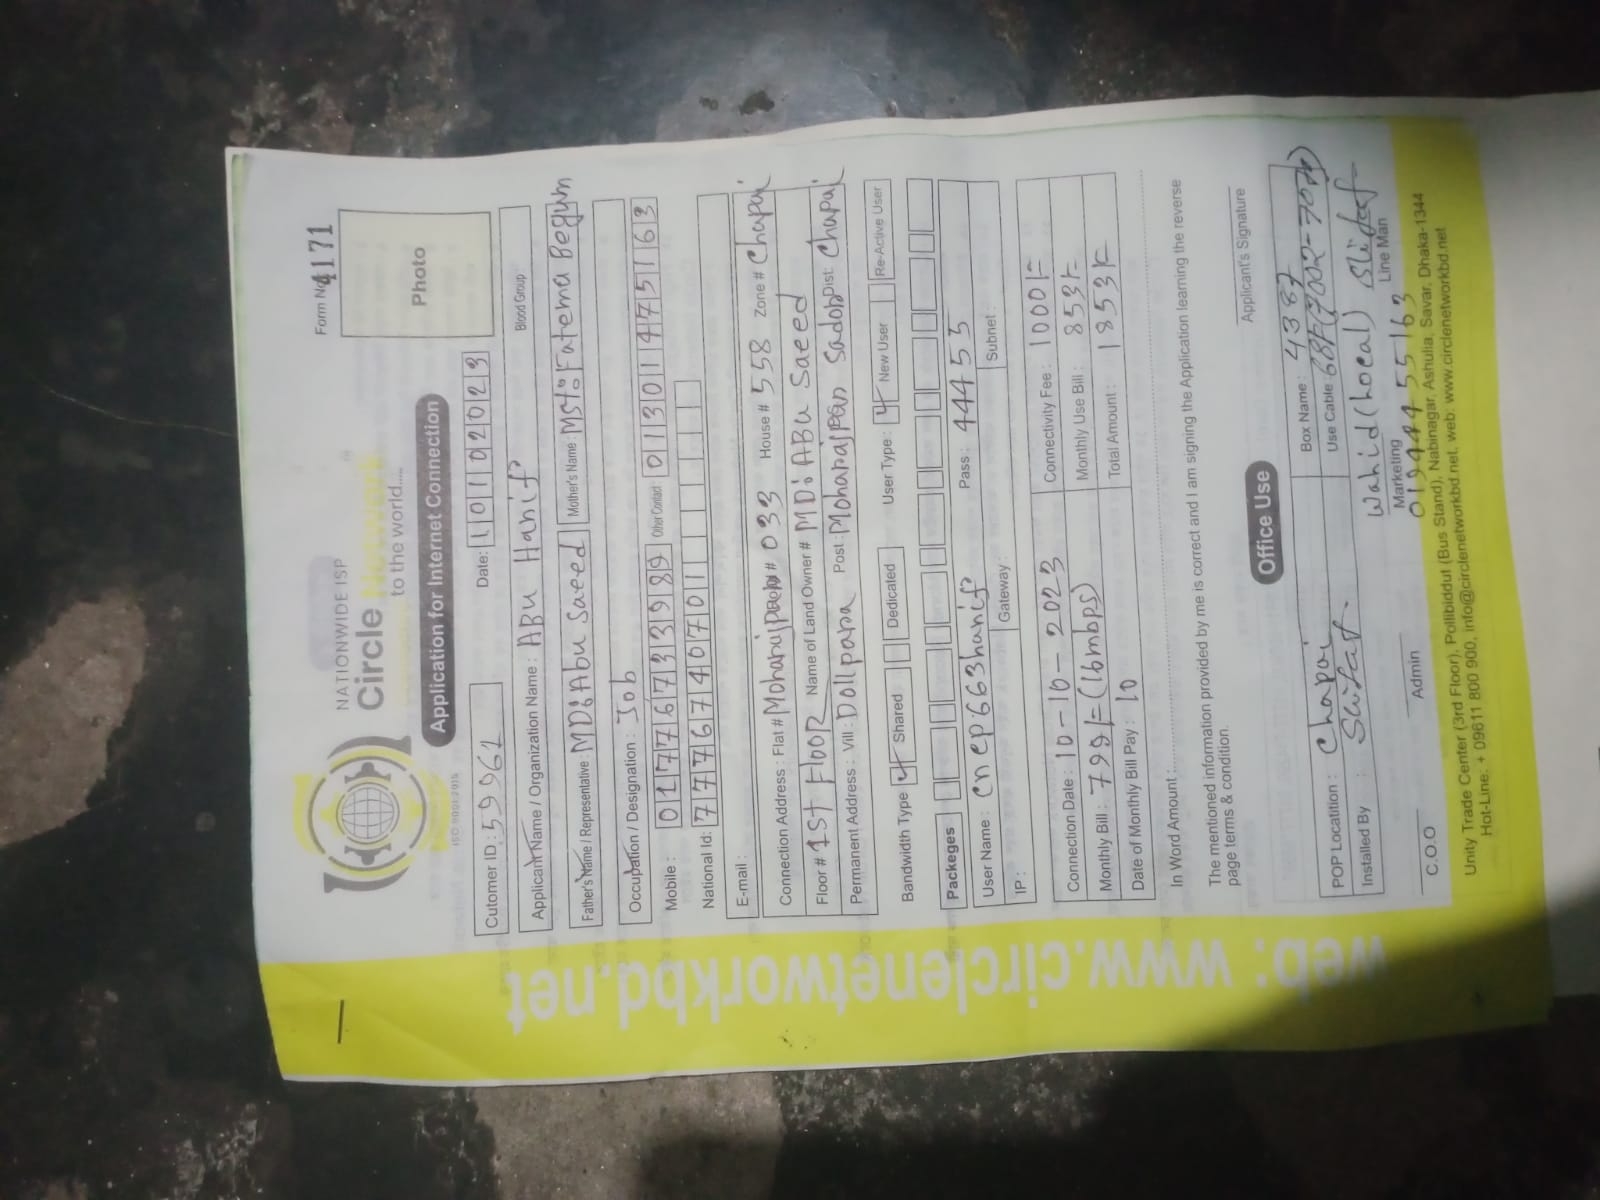 Form No 4171
NATIONWIDE ISP
Circle Network
to the world.....
ISO 9001:2015
Photo
Application for Internet Connection
Cutomer ID : 59961
Date: 10102023
Applicant Name / Organization Name : ABU Hanif
Blood Group
Father's Name / Representative : MD: Abu Saeed
Mother's Name : MSt: Fatema Begum
Occupation / Designation : Job
Mobile : 01776733989
Other Contact 01301475163
National Id: 7776740701
E-mail :
Connection Address : Flat # Moharajpur # 033 House # 558 Zone # Chapai
Floor # 1st Floor Name of Land Owner # MD: ABU Saeed
Permanent Address : Vill : Dollpara Post : Moharajpur Sador Dist: Chapai
Bandwidth Type Shared Dedicated User Type : New User Re-Active User
Packeges
User Name : cnep663hanif Pass : 44455
IP : Gateway : Subnet :
Connection Date : 10-10-2023 Connectivity Fee : 1000/=
Monthly Bill : 799/= (16mbps) Monthly Use Bill : 853/=
Date of Monthly Bill Pay : 10 Total Amount : 1853/=
In Word Amount :
The mentioned information provided by me is correct and I am signing the Application learning the reverse
page terms & condition.
Applicant's Signature
Office Use
POP Locatition : Chapai Box Name : 4387
Installed By : Use Cable
Wahid (Local)
C.O.O Admin Marketing Line Man
Unity Trade Center (3rd Floor), Pollibiddut (Bus Stand), Nabinagar, Ashulia, Savar, Dhaka-1344
Hot-Line: + 09611 800 900, info@circlenetworkbd.net, web: www.circlenetworkbd.net
web: www.circlenetworkbd.net